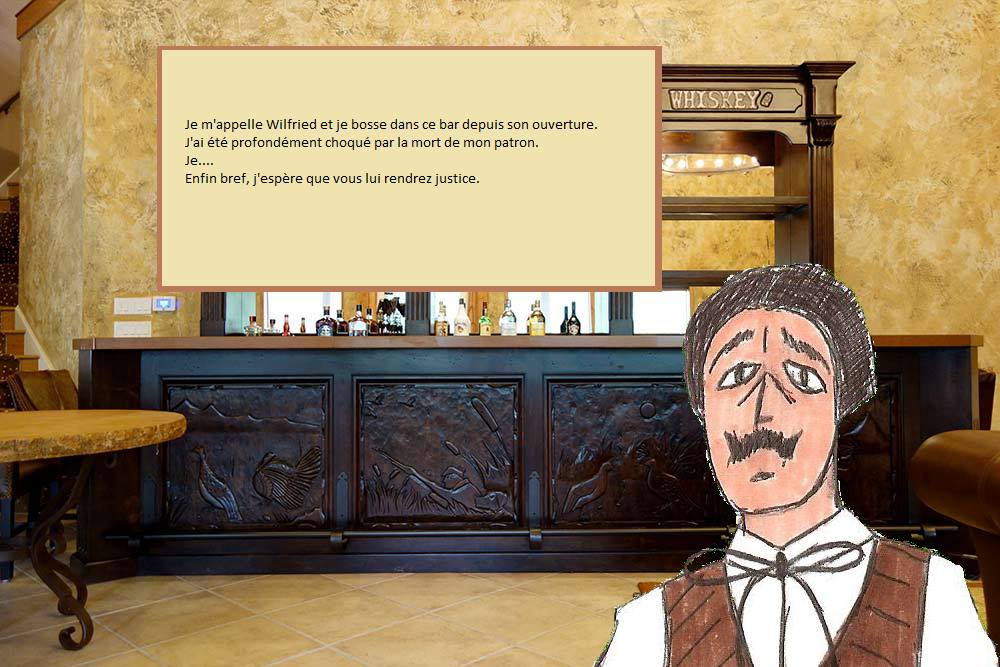 Je m'appelle Wilfried et je bosse dans ce bar depuis son ouverture.
J'ai été profondément choqué par la mort de mon patron.
Je....
Enfin bref, j'espère que vous lui rendrez justice.
WHISKEY